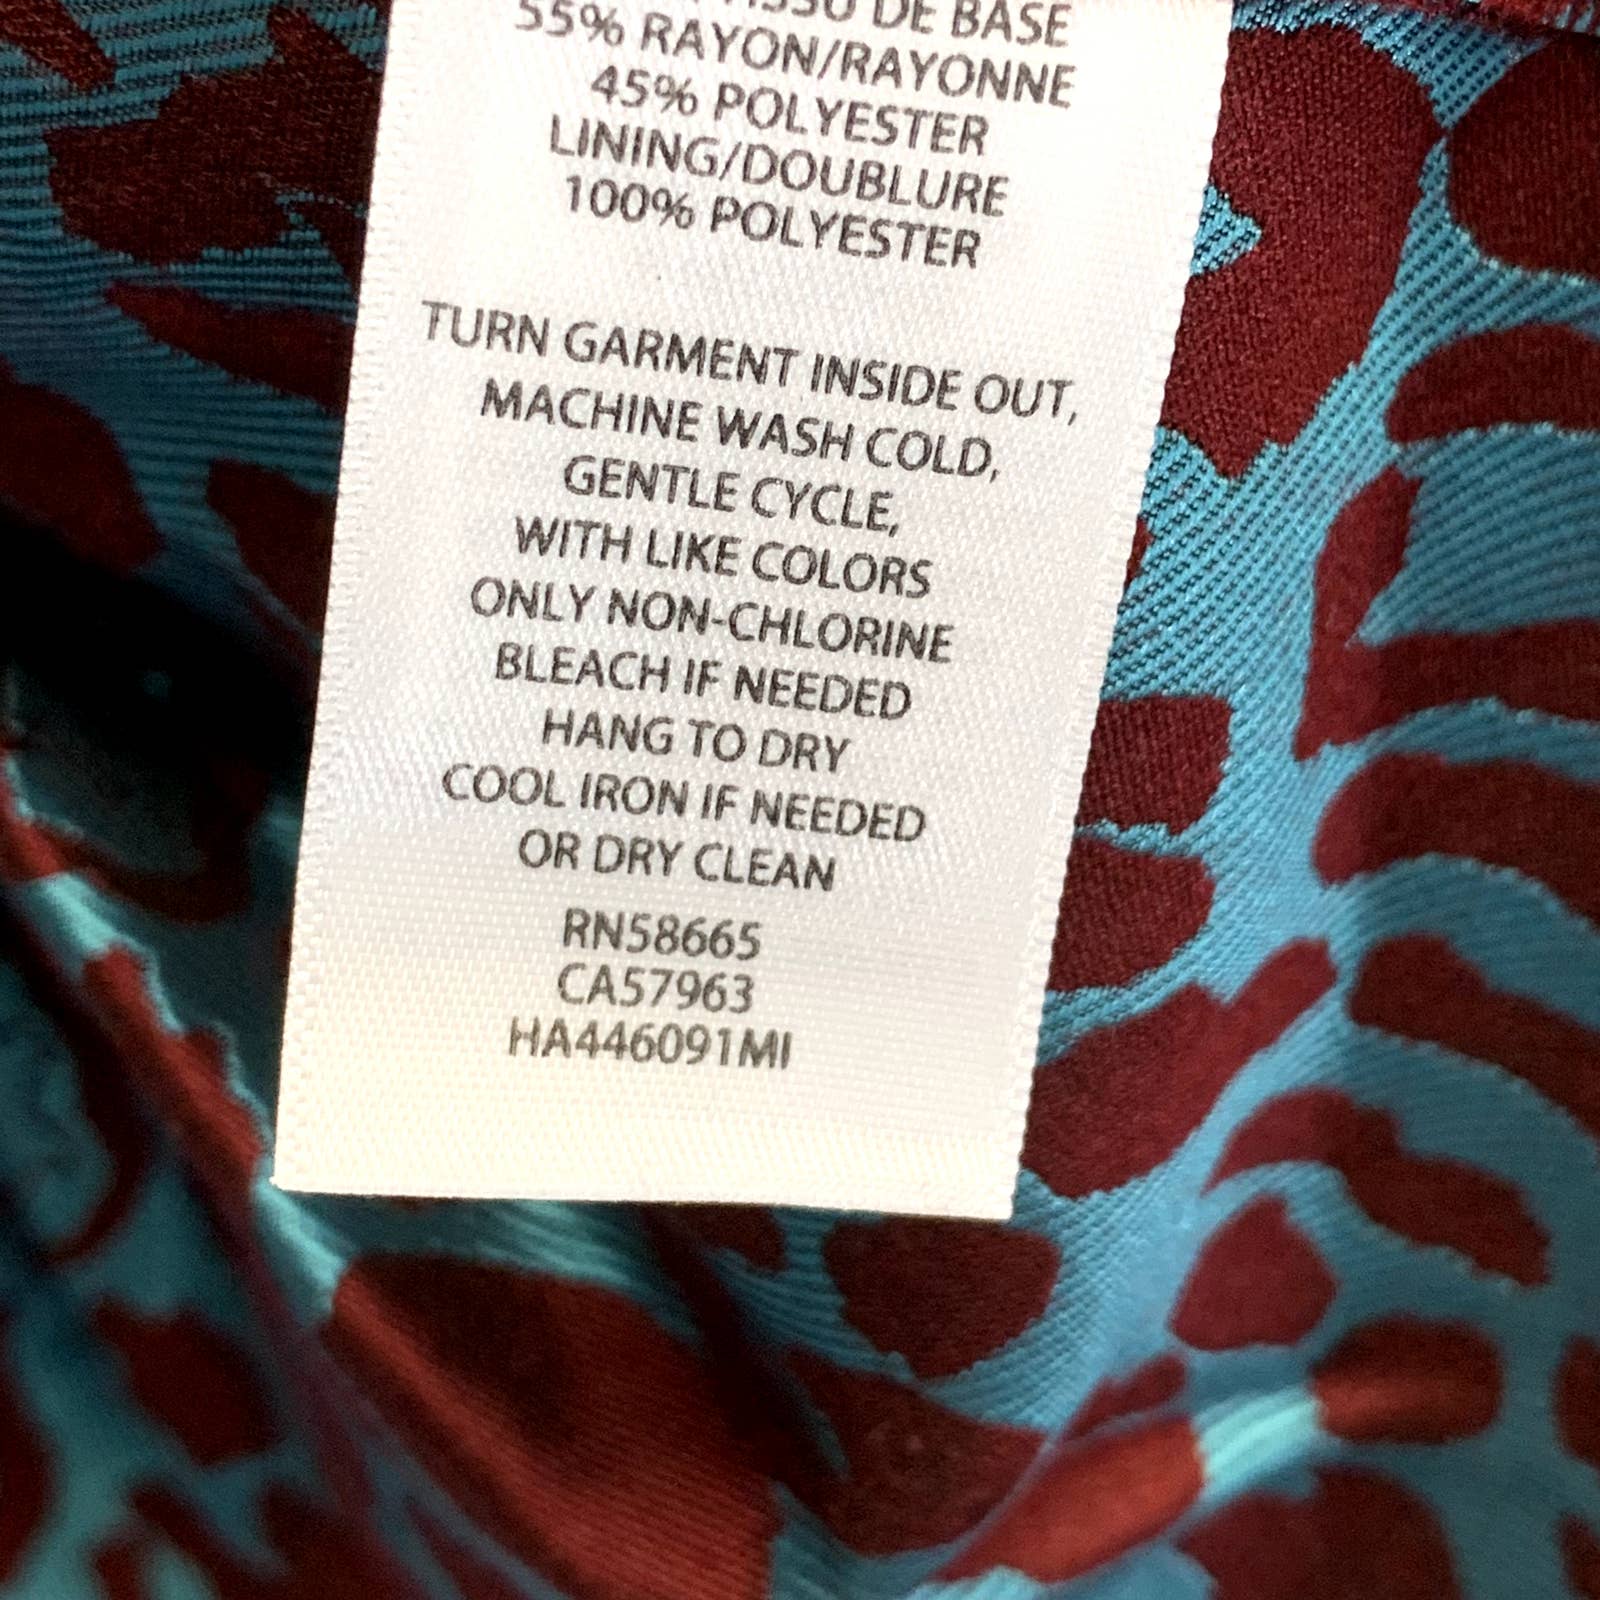 DE BASE
55% RAYON/RAYONNE
45% POLYESTER
LINING/DOUBLURE
100% POLYESTER
TURN GARMENT INSIDE OUT,
MACHINE WASH COLD,
GENTLE CYCLE,
WITH LIKE COLORS
ONLY NON-CHLORINE
BLEACH IF NEEDED
HANG TO DRY
COOL IRON IF NEEDED
OR DRY CLEAN
RN58665
CA57963
HA446091MI